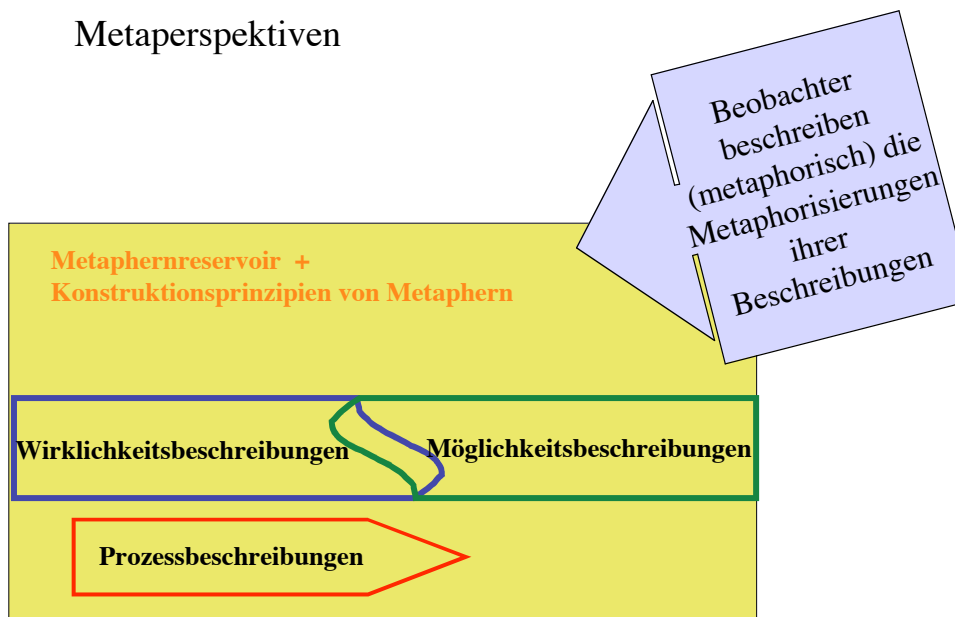 Metaperspektiven
Beobachter
beschreiben
(metaphorisch) die
Metaphorisierungen
ihrer
Beschreibungen
Metaphernreservoir +
Konstruktionsprinzipien von Metaphern
Wirklichkeitsbeschreibungen
Möglichkeitsbeschreibungen
Prozessbeschreibungen